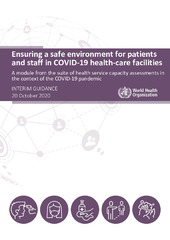 Ensuring a safe environment for patients
and staff in COVID-19 health-care facilities
A module from the suite of health service capacity assessments in
the context of the COVID-19 pandemic
INTERIM GUIDANCE
20 October 2020
World Health
Organization